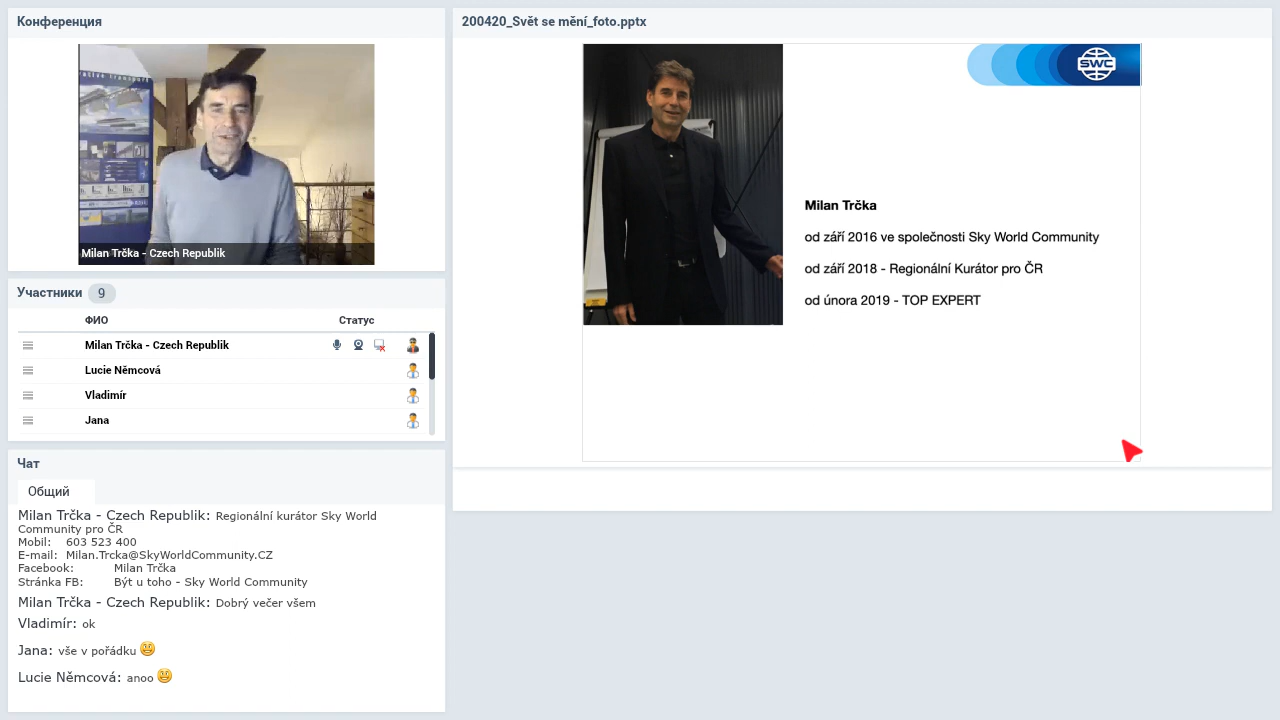 Конференция
Milan Trčka - Czech Republik
Участники 9
ФИО Статус
Milan Trčka - Czech Republik
Lucie Němcová
Vladimír
Jana
Чат
Общий
Milan Trčka - Czech Republik: Regionální kurátor Sky World
Community pro ČR
Mobil: 603 523 400
E-mail: Milan.Trcka@SkyWorldCommunity.CZ
Facebook: Milan Trčka
Stránka FB: Být u toho - Sky World Community
Milan Trčka - Czech Republik: Dobrý večer všem
Vladimír: ok
Jana: vše v pořádku
Lucie Němcová: anoo
200420_Svět se mění_foto.pptx
SWC
Milan Trčka
od září 2016 ve společnosti Sky World Community
od září 2018 - Regionální Kurátor pro ČR
od února 2019 - TOP EXPERT